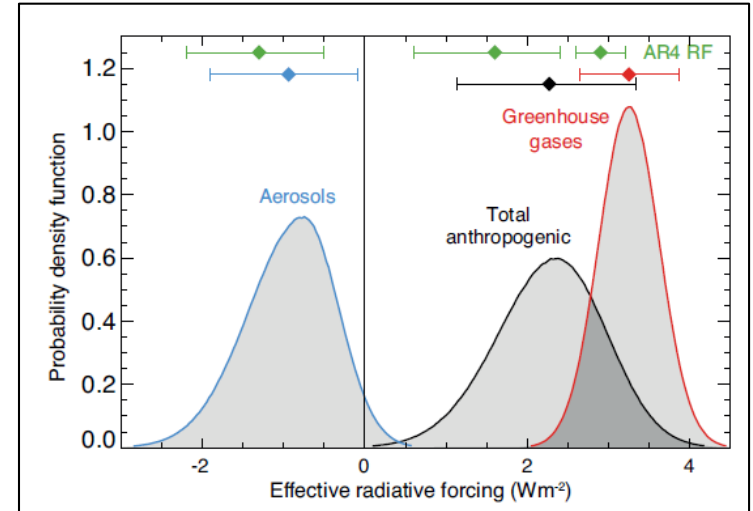 AR4 RF
1.2
Greenhouse
gases
1.0
Aerosols
0.8
Total
anthropogenic
0.6
0.4
0.2
0.0
Probability density function
-2
0
2
4
Effective radiative forcing (Wm⁻²)